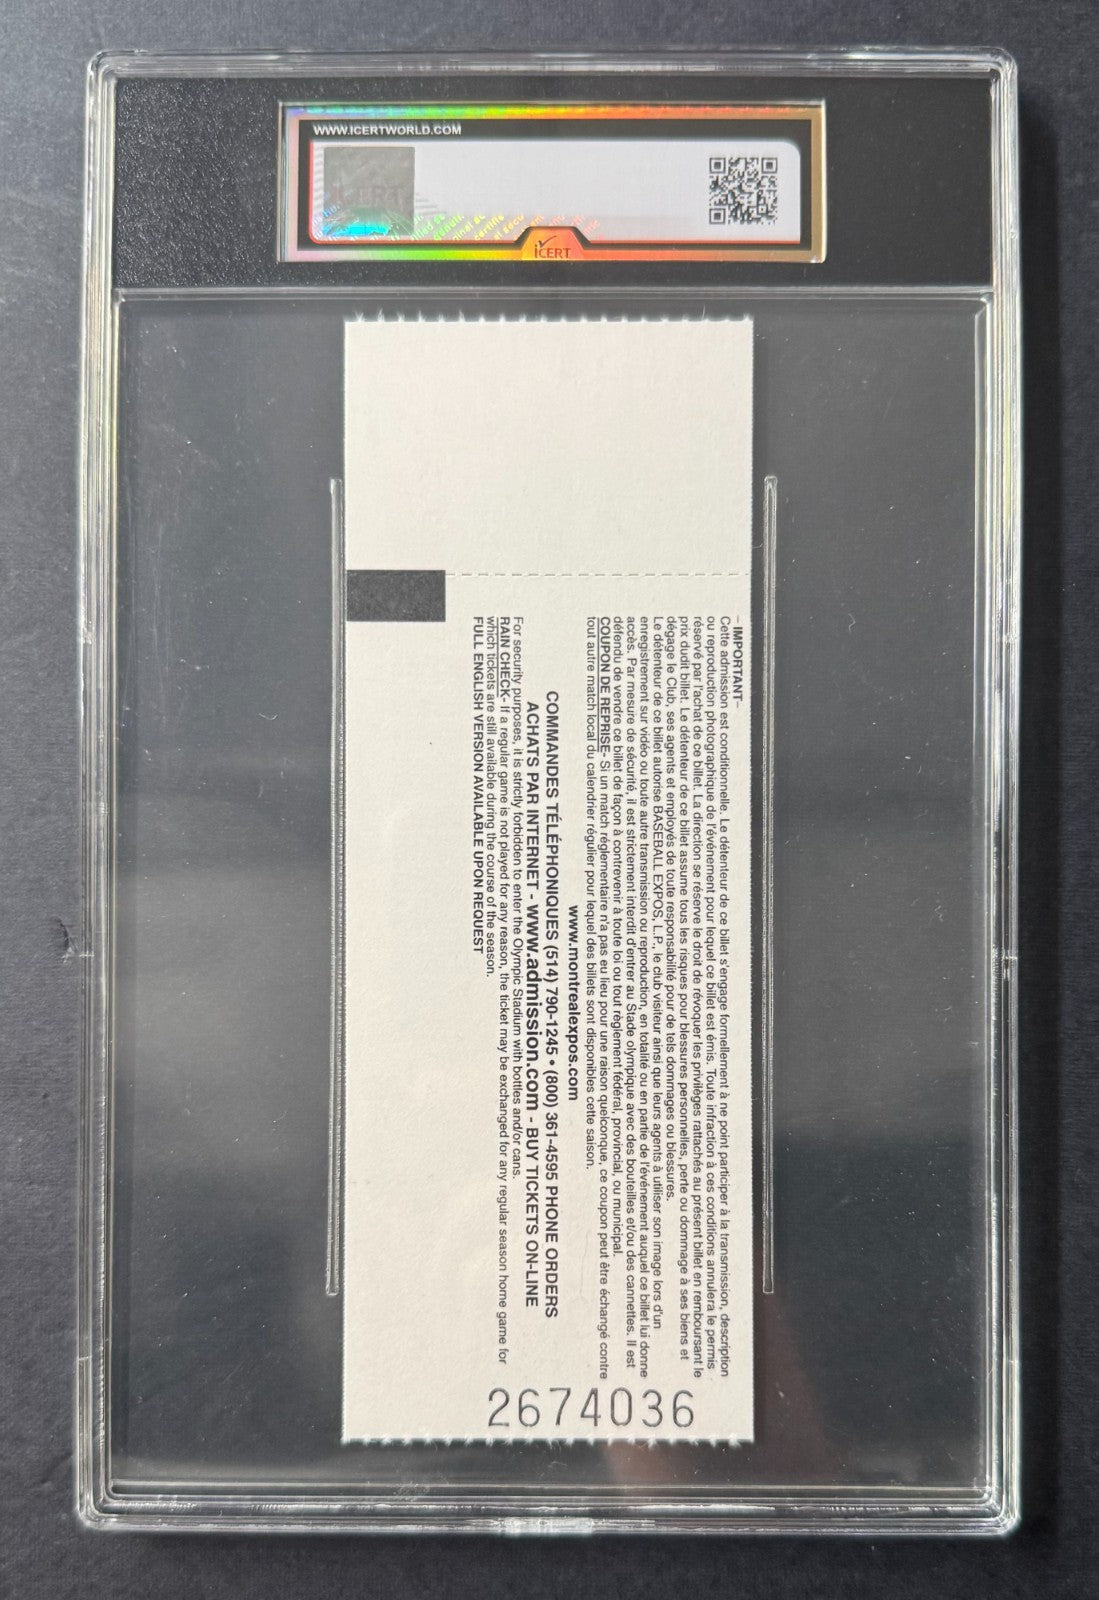 WWW.ICERTWORLD.COM
iCERT
– IMPORTANT–
Cette admission est conditionnelle. Le détenteur de ce billet s'engage formellement à ne point participer à la transmission, description
ou reproduction photographique de l'événement pour lequel ce billet est émis. Toute infraction à ces conditions annulera le permis
réservé par l'achat de ce billet. La direction se réserve le droit de révoquer les privilèges rattachés au présent billet en remboursant le
prix dudit billet. Le détenteur de ce billet assume tous les risques pour blessures personnelles, perte ou dommage à ses biens et
dégage le Club, ses agents et employés de toute responsabilité pour de tels dommages ou blessures.
Le détenteur de ce billet autorise BASEBALL EXPOS, L.P., le club visiteur ainsi que leurs agents à utiliser son image lors d'un
enregistrement sur vidéo ou toute autre transmission ou reproduction, en totalité ou en partie de l'événement auquel ce billet lui donne
accès. Par mesure de sécurité, il est strictement interdit d'entrer au Stade olympique avec des bouteilles et/ou des cannettes. Il est
défendu de vendre ce billet de façon à contrevenir à toute loi ou tout règlement fédéral, provincial, ou municipal.
COUPON DE REPRISE- Si un match réglementaire n'a pas eu lieu pour une raison quelconque, ce coupon peut être échangé contre
tout autre match local du calendrier régulier pour lequel des billets sont disponibles cette saison.
www.montrealexpos.com
COMMANDES TÉLÉPHONIQUES (514) 790-1245 • (800) 361-4595 PHONE ORDERS
ACHATS PAR INTERNET - www.admission.com - BUY TICKETS ON-LINE
For security purposes, it is strictly forbidden to enter the Olympic Stadium with bottles and/or cans.
RAIN CHECK- If a regular game is not played for any reason, the ticket may be exchanged for any regular season home game for
which tickets are still available during the course of the season.
FULL ENGLISH VERSION AVAILABLE UPON REQUEST
2674036